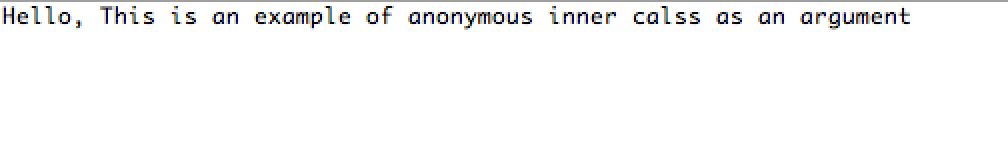 Hello, This is an example of anonymous inner calss as an argument